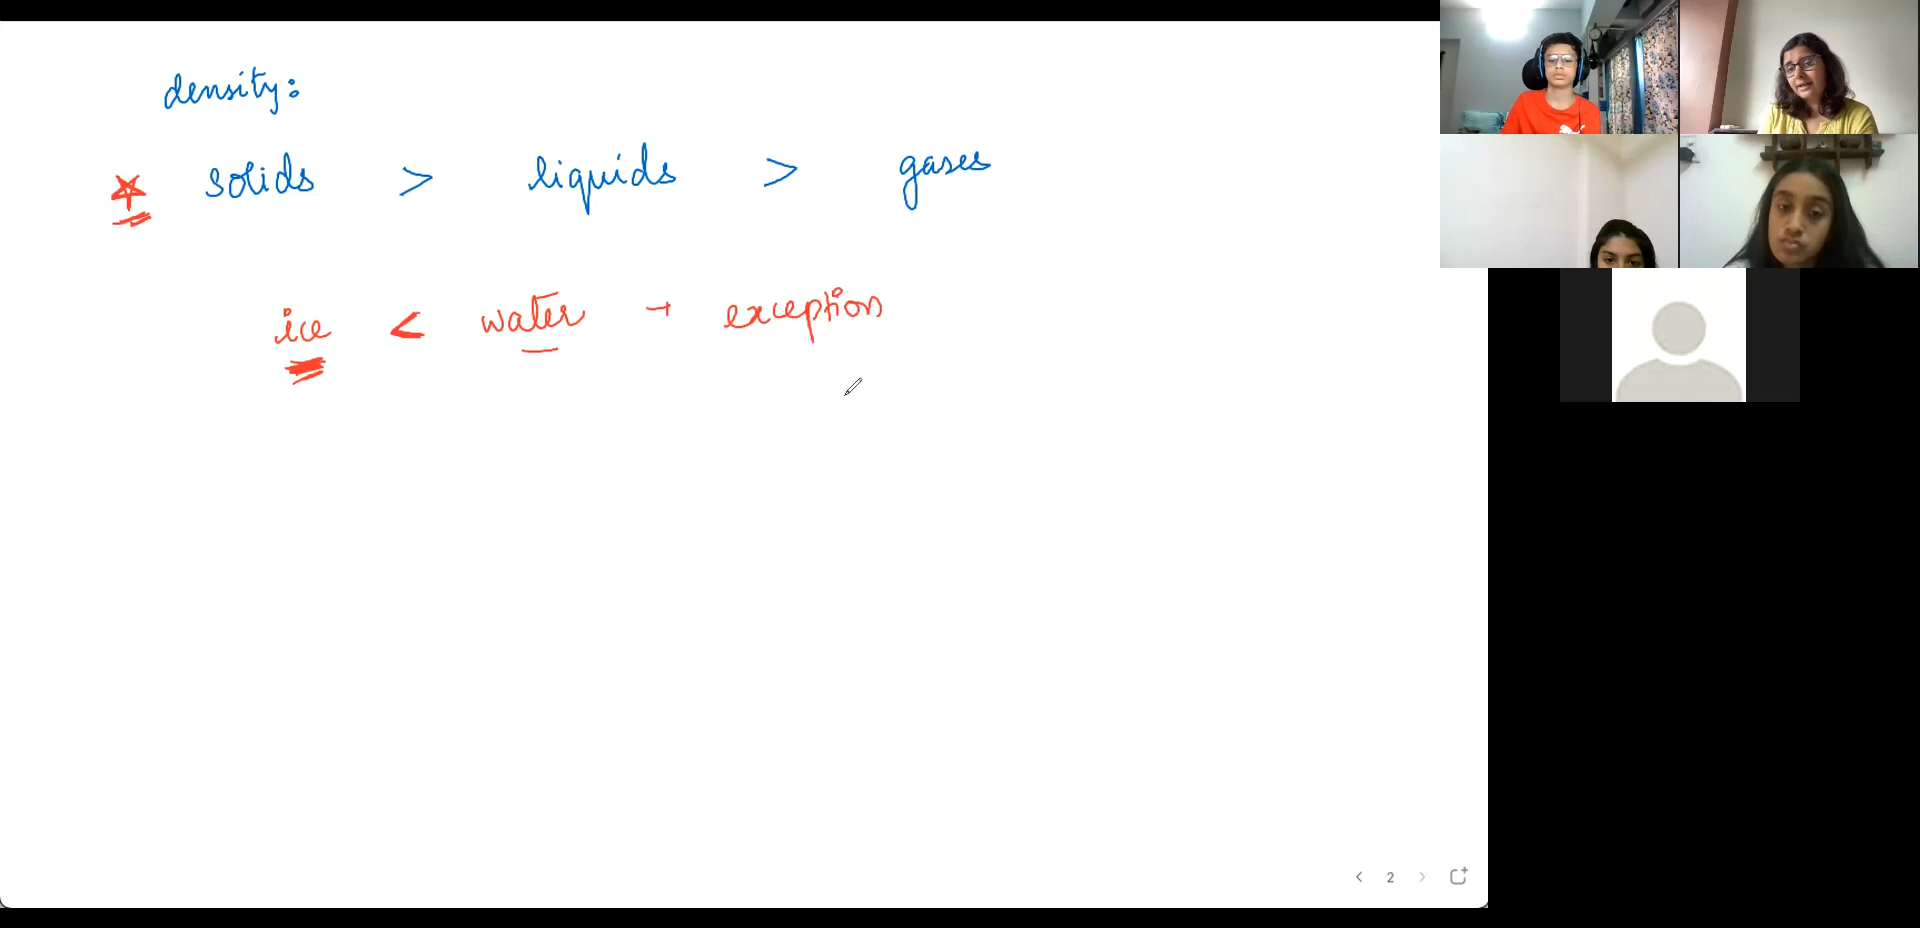 density:
☆ solids > liquids > gases
ice < water → exception
2